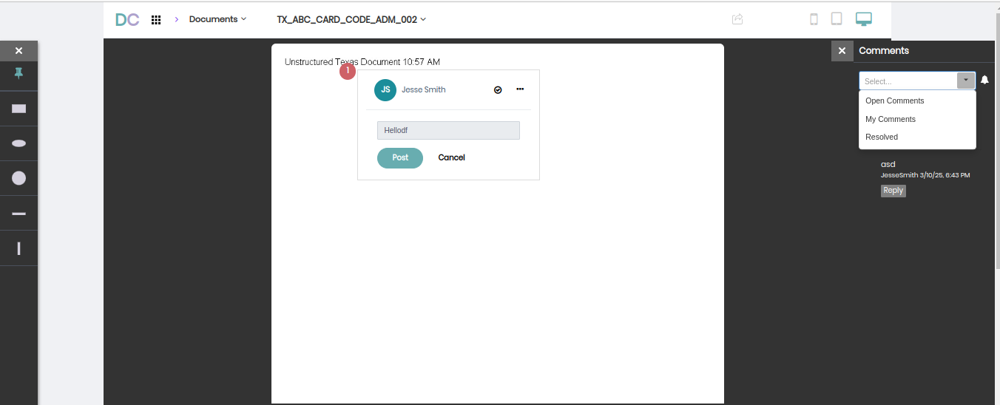 DC
Documents
TX_ABC_CARD_CODE_ADM_002
Comments
Unstructured Texas Document 10:57 AM
1
JS
Jesse Smith
Hellodf
Post
Cancel
Select...
Open Comments
My Comments
Resolved
asd
JesseSmith 3/10/25, 6:43 PM
Reply